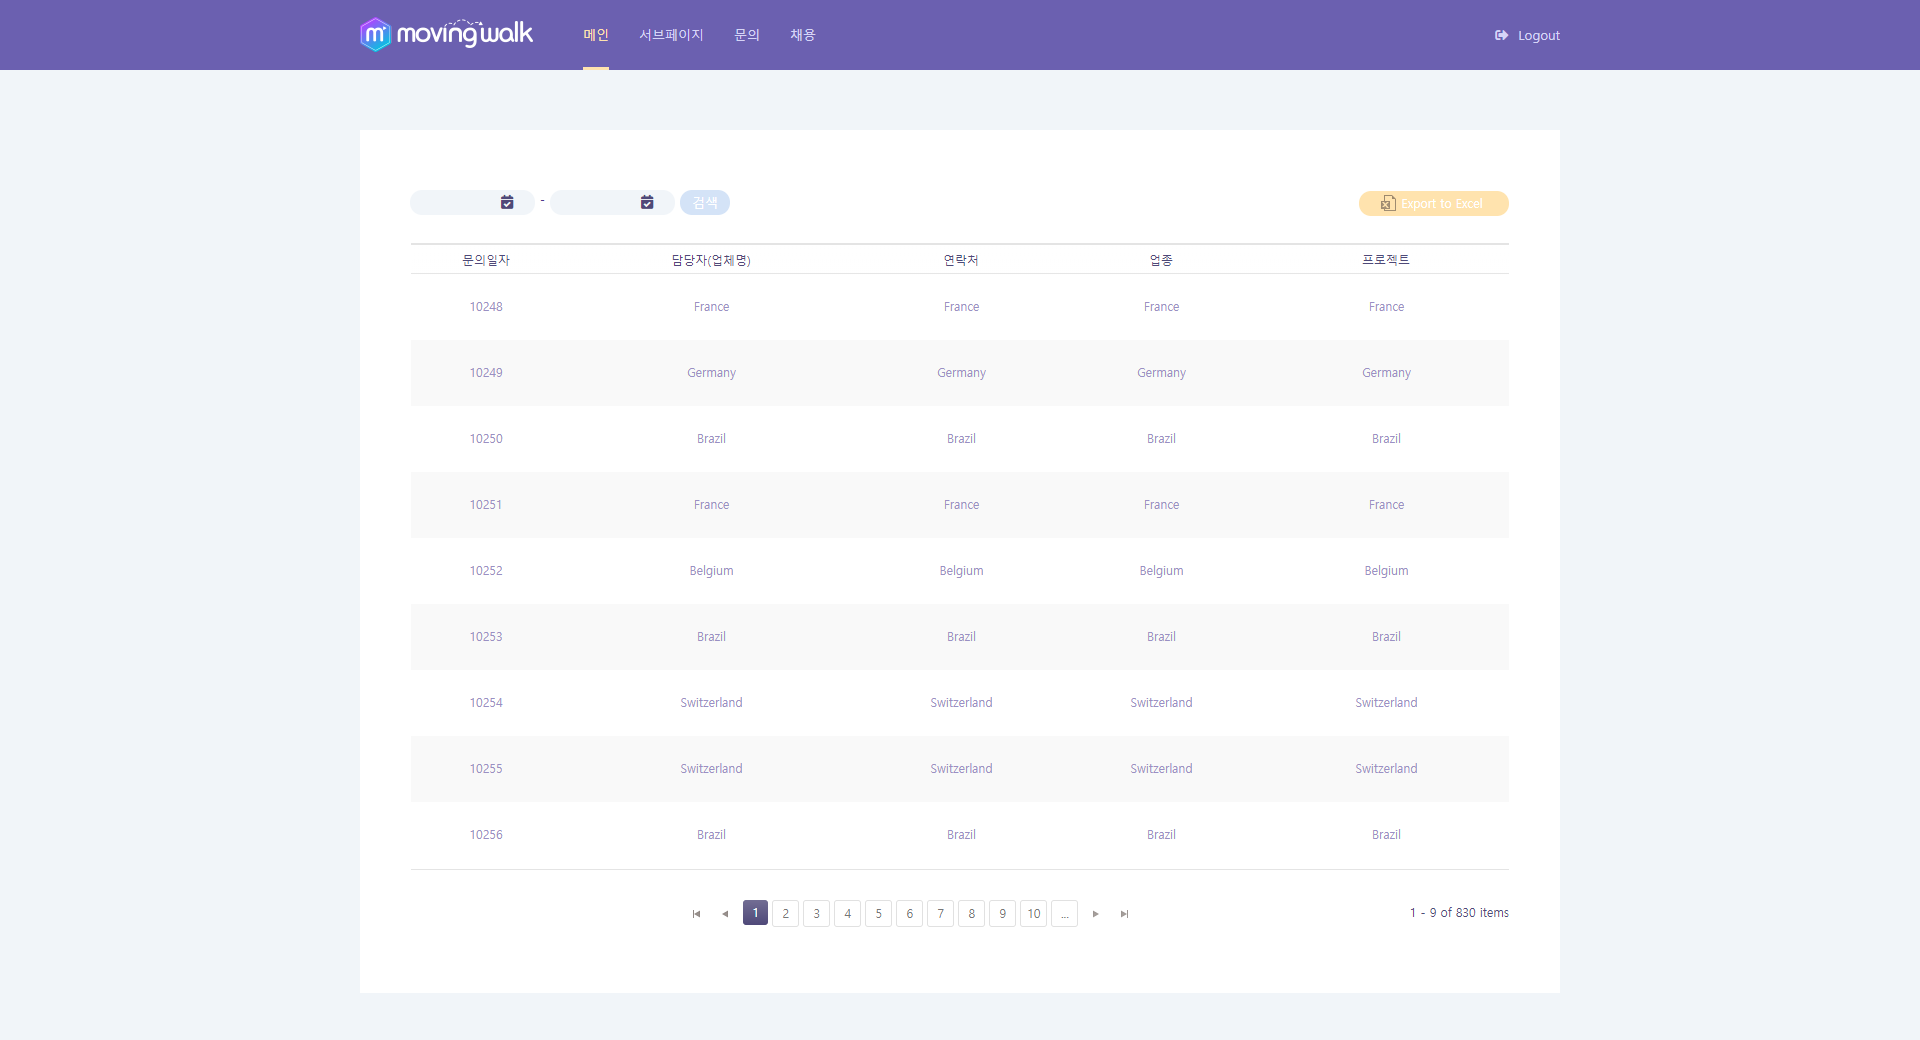 movingwalk 메인 서브페이지 문의 채용 Logout
- 검색 Export to Excel
문의일자 담당자(업체명) 연락처 업종 프로젝트
10248 France France France France
10249 Germany Germany Germany Germany
10250 Brazil Brazil Brazil Brazil
10251 France France France France
10252 Belgium Belgium Belgium Belgium
10253 Brazil Brazil Brazil Brazil
10254 Switzerland Switzerland Switzerland Switzerland
10255 Switzerland Switzerland Switzerland Switzerland
10256 Brazil Brazil Brazil Brazil
1 2 3 4 5 6 7 8 9 10 ... 1 - 9 of 830 items